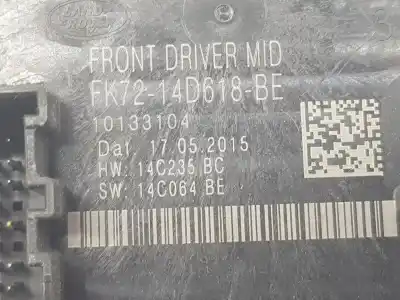 FRONT DRIVER MID
FK72-14D618-BE
10133104
Dat 17.05.2015
HW: 14C235 BC
SW: 14C064 BE